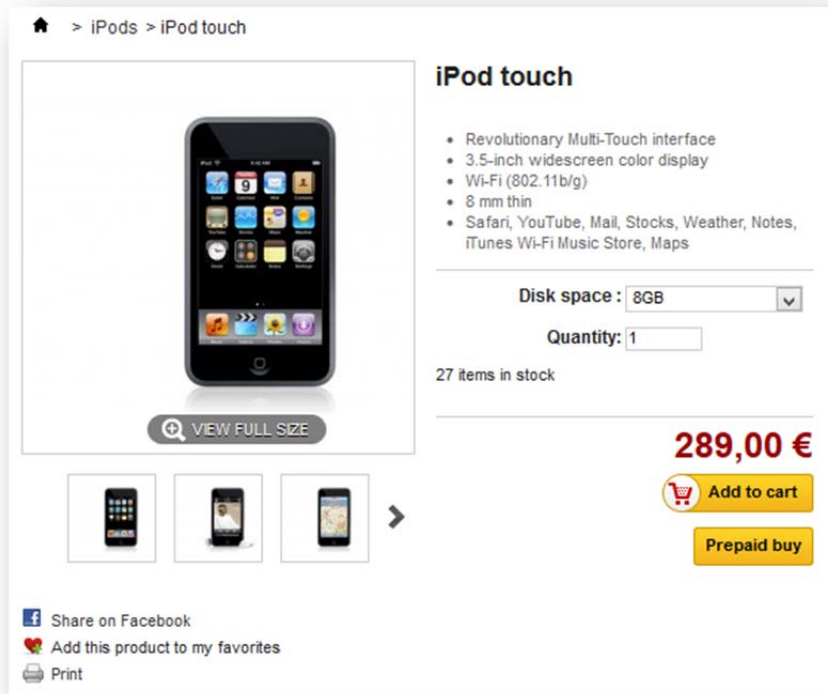 > iPods > iPod touch
iPod touch
Revolutionary Multi-Touch interface
3.5-inch widescreen color display
Wi-Fi (802.11b/g)
8 mm thin
Safari, YouTube, Mail, Stocks, Weather, Notes,
iTunes Wi-Fi Music Store, Maps
Disk space : 8GB
Quantity: 1
27 items in stock
9
VIEW FULL SIZE
289,00 €
Add to cart
Prepaid buy
Share on Facebook
Add this product to my favorites
Print